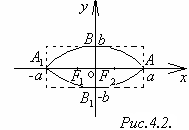 y
B b
A₁ A
-a F₁ O F₂ a x
B₁ -b
Рис.4.2.